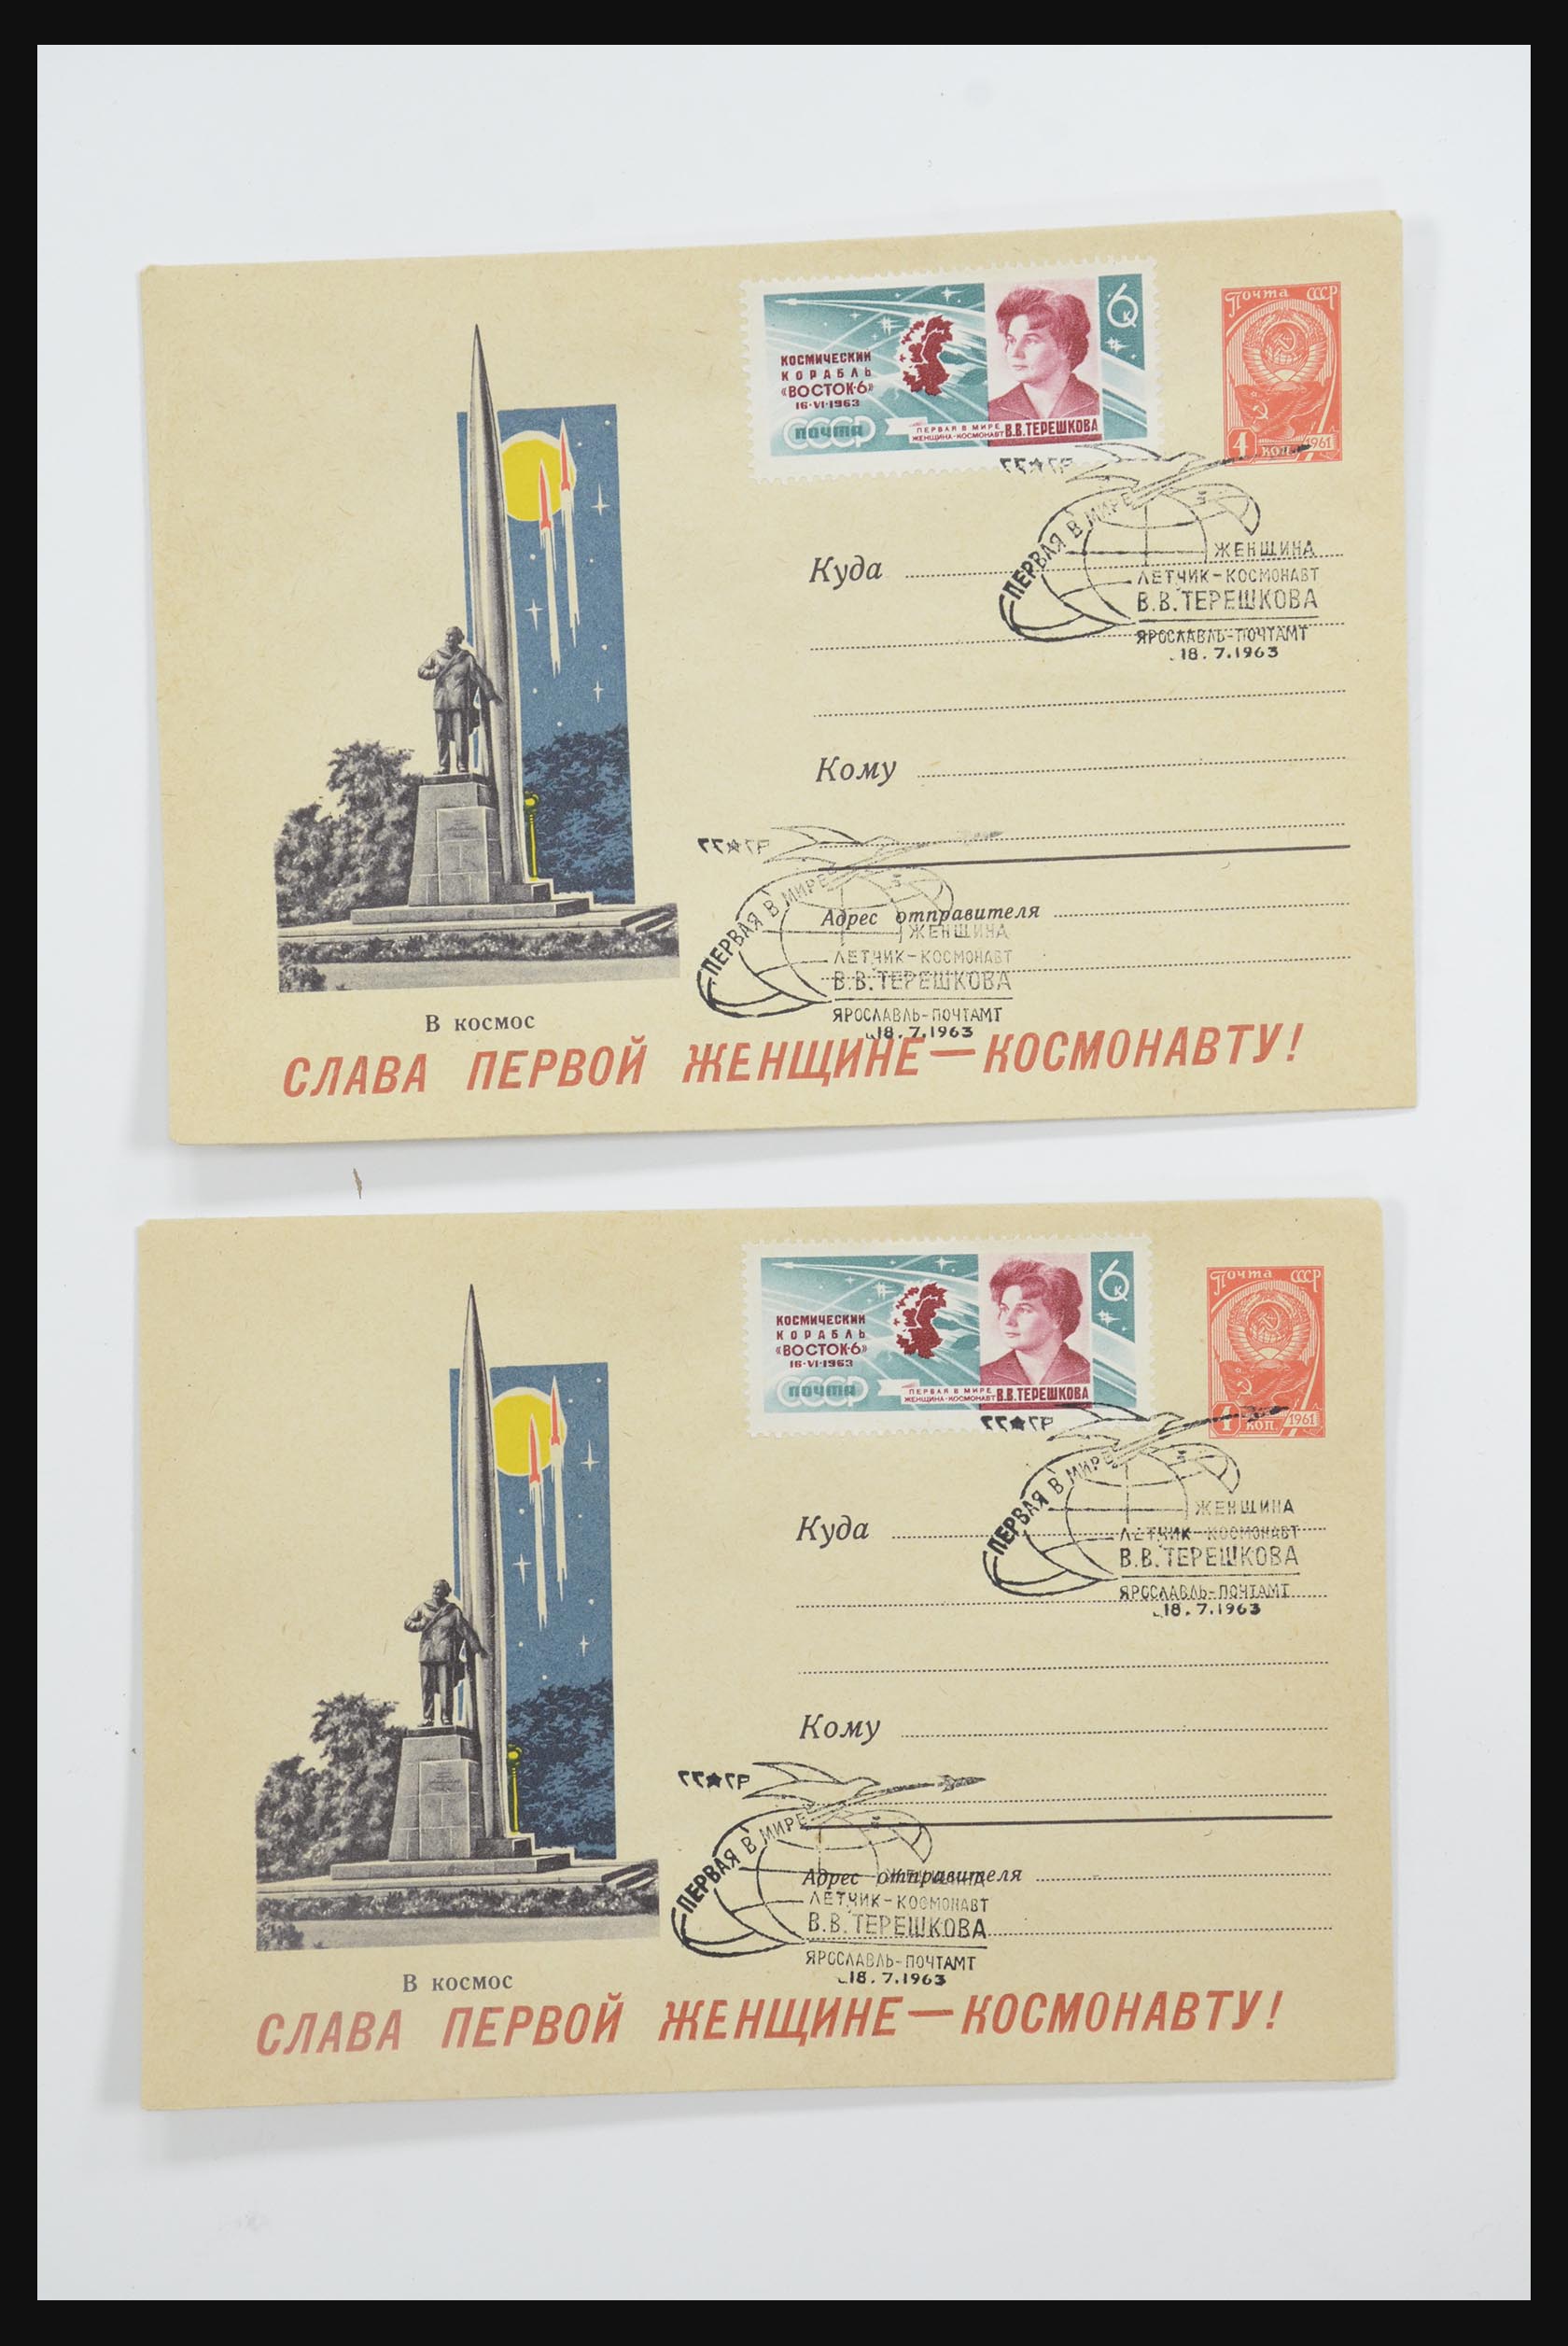 КОСМИЧЕСКИЙ
КОРАБЛЬ
«ВОСТОК-6»
16·VI·1963
ПОЧТА
СССР
ПЕРВАЯ В МИРЕ
ЖЕНЩИНА-КОСМОНАВТ
В.В.ТЕРЕШКОВА
6 к
Почта СССР
4 коп. 1961
ПЕРВАЯ В МИРЕ
ЖЕНЩИНА
ЛЕТЧИК-КОСМОНАВТ
В.В.ТЕРЕШКОВА
ЯРОСЛАВЛЬ-ПОЧТАМТ
18.7.1963
Куда
Кому
Адрес отправителя
ПЕРВАЯ В МИРЕ
ЖЕНЩИНА
ЛЕТЧИК-КОСМОНАВТ
В.В.ТЕРЕШКОВА
ЯРОСЛАВЛЬ-ПОЧТАМТ
18.7.1963
В космос
СЛАВА ПЕРВОЙ ЖЕНЩИНЕ—КОСМОНАВТУ!
КОСМИЧЕСКИЙ
КОРАБЛЬ
«ВОСТОК-6»
16·VI·1963
ПОЧТА
СССР
ПЕРВАЯ В МИРЕ
ЖЕНЩИНА-КОСМОНАВТ
В.В.ТЕРЕШКОВА
6 к
Почта СССР
4 коп. 1961
ПЕРВАЯ В МИРЕ
ЖЕНЩИНА
ЛЕТЧИК-КОСМОНАВТ
В.В.ТЕРЕШКОВА
ЯРОСЛАВЛЬ-ПОЧТАМТ
18.7.1963
Куда
Кому
Адрес отправителя
ПЕРВАЯ В МИРЕ
ЖЕНЩИНА
ЛЕТЧИК-КОСМОНАВТ
В.В.ТЕРЕШКОВА
ЯРОСЛАВЛЬ-ПОЧТАМТ
18.7.1963
В космос
СЛАВА ПЕРВОЙ ЖЕНЩИНЕ—КОСМОНАВТУ!